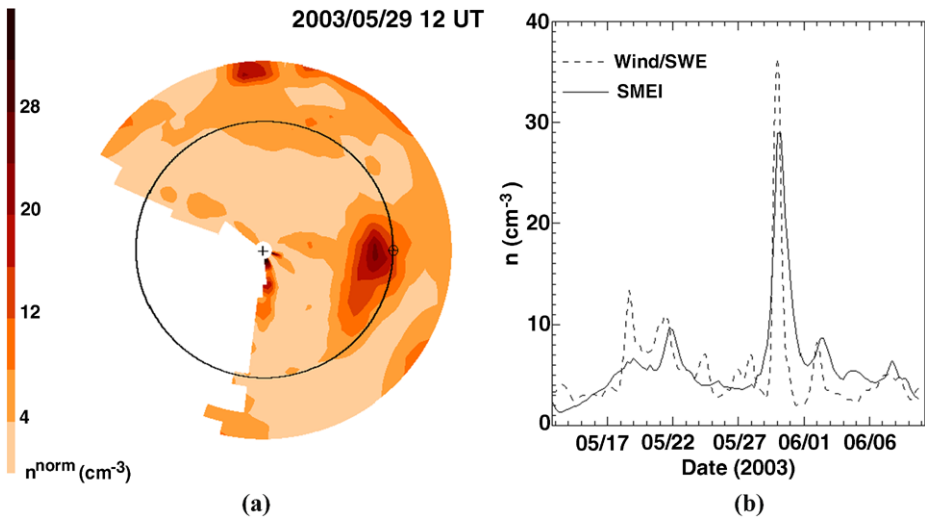 2003/05/29 12 UT
28
20
12
4
n^norm (cm-3)
(a)
40
30
20
10
0
n (cm-3)
Wind/SWE
SMEI
05/17 05/22 05/27 06/01 06/06
Date (2003)
(b)